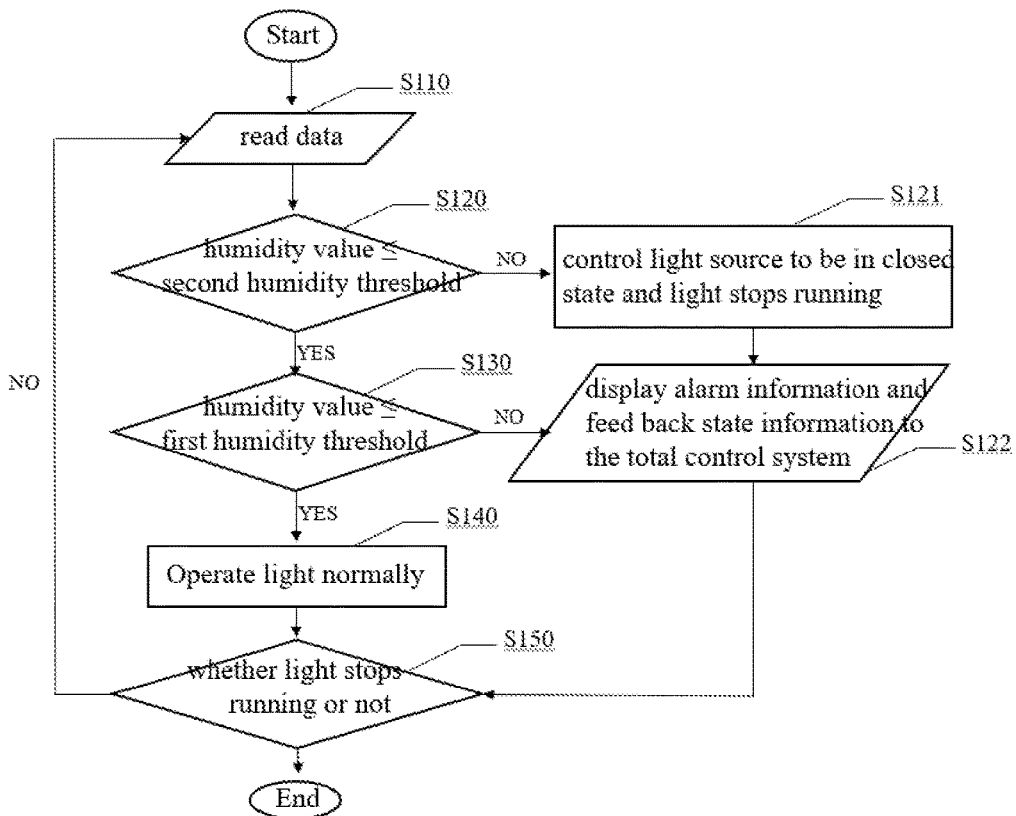 Start
S110
read data
S120
humidity value ≤
second humidity threshold
NO
S121
control light source to be in closed
state and light stops running
YES
S130
humidity value ≤
first humidity threshold
NO
display alarm information and
feed back state information to
the total control system
S122
NO
YES
S140
Operate light normally
S150
whether light stops
running or not
End